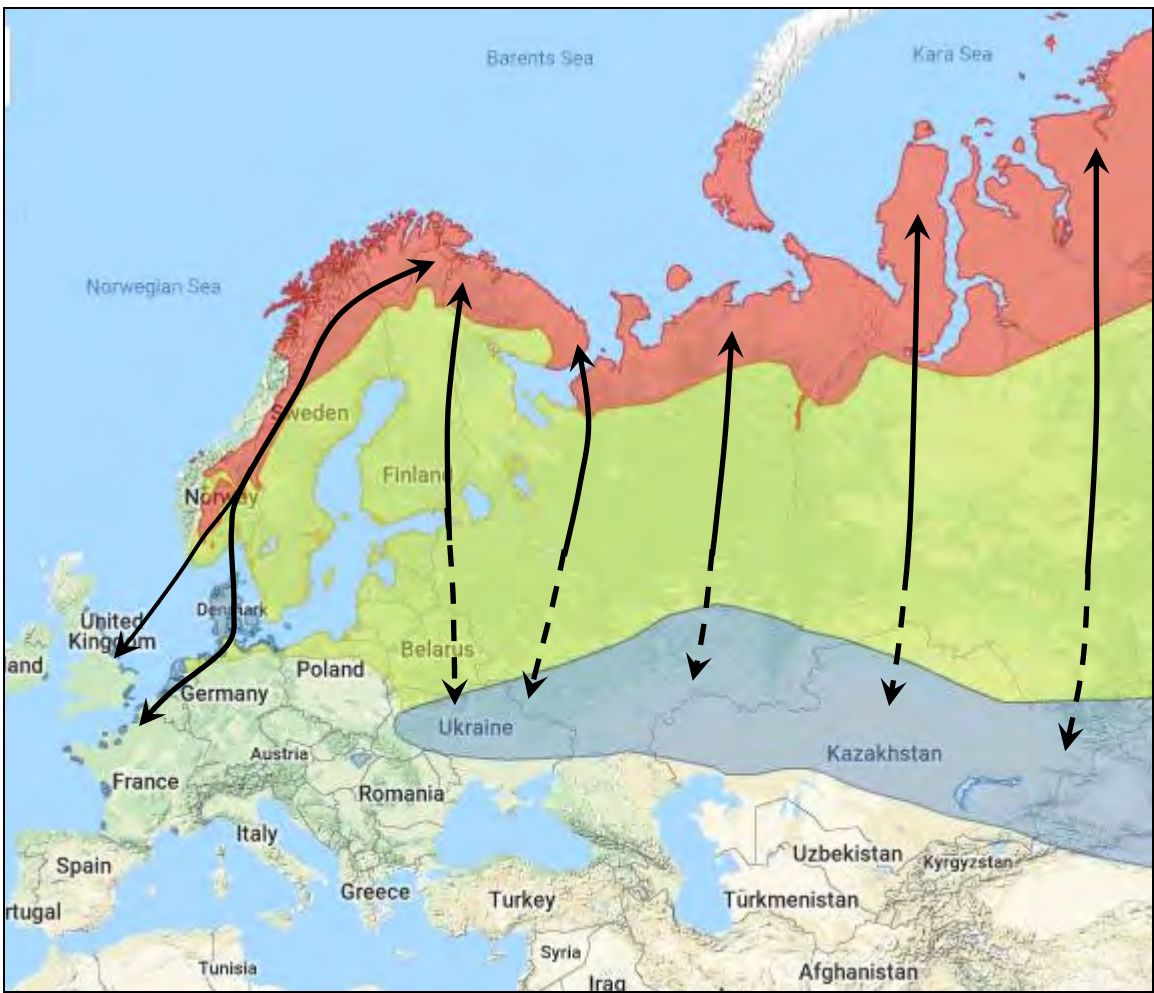 Barents Sea
Kara Sea
Norwegian Sea
Sweden
Finland
Norway
Denmark
United
Kingdom
and
Belarus
Poland
Germany
Ukraine
Austria
Kazakhstan
France
Romania
Italy
Uzbekistan
Kyrgyzstan
Spain
Greece
Turkey
Turkmenistan
rtugal
Syria
Tunisia
Afghanistan
Iraq